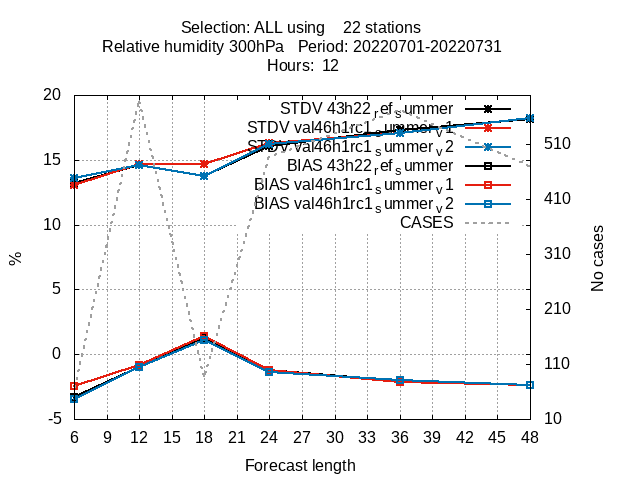 Selection: ALL using 22 stations
Relative humidity 300hPa Period: 20220701-20220731
Hours: 12
20
15
10
5
0
-5
%
STDV 43h22_ref_summer
STDV val46h1rc1_summer_v1
STDV val46h1rc1_summer_v2
BIAS 43h22_ref_summer
BIAS val46h1rc1_summer_v1
BIAS val46h1rc1_summer_v2
CASES
510
410
310
210
110
10
No cases
6 9 12 15 18 21 24 27 30 33 36 39 42 45 48
Forecast length